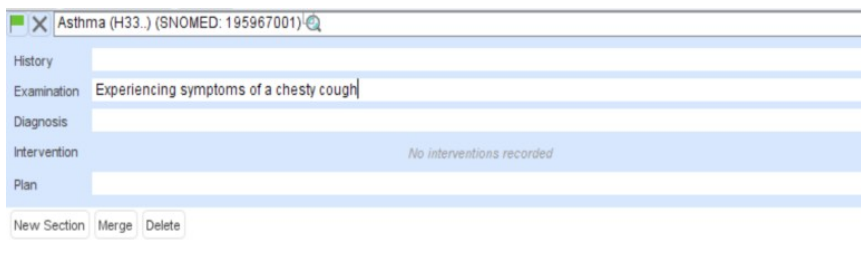 Asthma (H33..) (SNOMED: 195967001)
History
Examination Experiencing symptoms of a chesty cough
Diagnosis
Intervention No interventions recorded
Plan
New Section Merge Delete